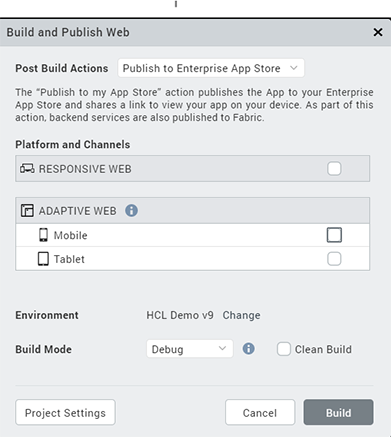 Build and Publish Web
Post Build Actions Publish to Enterprise App Store
The “Publish to my App Store” action publishes the App to your Enterprise
App Store and shares a link to view your app on your device. As part of this
action, backend services are also published to Fabric.
Platform and Channels
RESPONSIVE WEB
ADAPTIVE WEB
Mobile
Tablet
Environment HCL Demo v9 Change
Build Mode Debug Clean Build
Project Settings Cancel Build